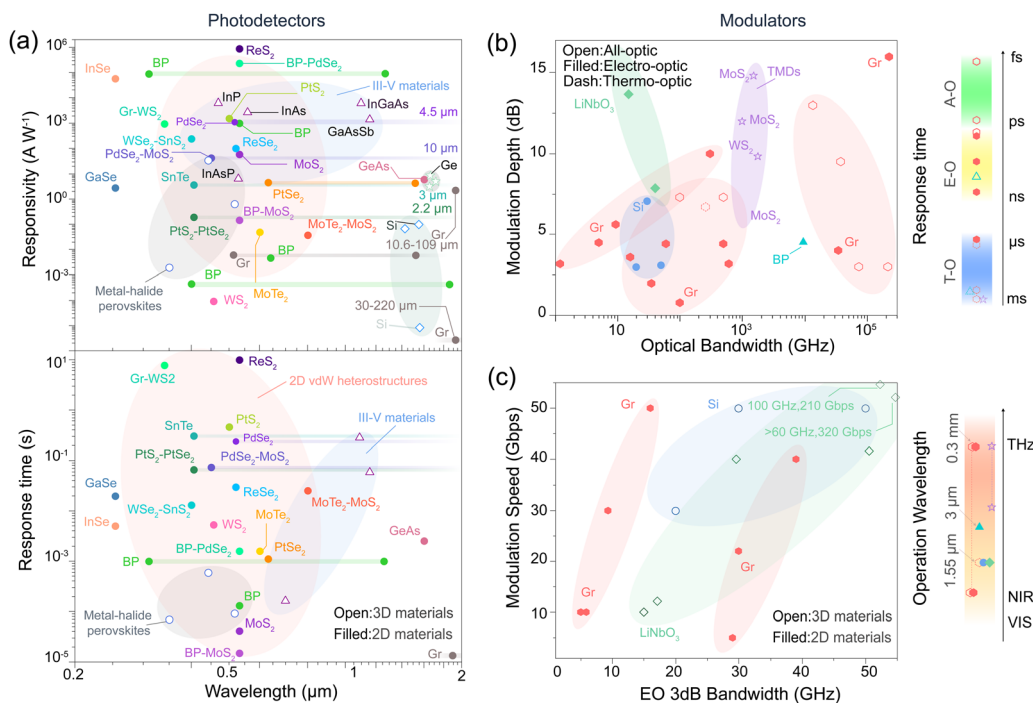 Photodetectors
(a)
Responsivity (A W⁻¹)
10⁶
10³
10⁰
10⁻³
InSe
BP
ReS₂
BP-PdSe₂
PtS₂
III-V materials
InP
InGaAs
InAs
4.5 μm
Gr-WS₂
PdSe₂
BP
GaAsSb
WSe₂-SnS₂
ReSe₂
PdSe₂-MoS₂
MoS₂
10 μm
GeAs
Ge
GaSe
SnTe
InAsP
PtSe₂
3 μm
2.2 μm
BP-MoS₂
PtS₂-PtSe₂
MoTe₂-MoS₂
Si
Gr
Gr
10.6-109 μm
BP
BP
Metal-halide
perovskites
MoTe₂
WS₂
30-220 μm
Si
Gr
Response time (s)
10¹
10⁻¹
10⁻³
10⁻⁵
ReS₂
Gr-WS2
2D vdW heterostructures
PtS₂
III-V materials
SnTe
PdSe₂
PtS₂-PtSe₂
PdSe₂-MoS₂
GaSe
ReSe₂
MoTe₂-MoS₂
WSe₂-SnS₂
InSe
WS₂
MoTe₂
GeAs
BP-PdSe₂
PtSe₂
BP
BP
Metal-halide
perovskites
MoS₂
Open:3D materials
Filled:2D materials
BP-MoS₂
Gr
0.2
0.5
1
2
Wavelength (μm)
Modulators
(b)
Modulation Depth (dB)
15
10
5
0
Open:All-optic
Filled:Electro-optic
Dash:Thermo-optic
LiNbO₃
MoS₂
TMDs
Gr
MoS₂
WS₂
Si
MoS₂
Gr
BP
Gr
10¹
10³
10⁵
Optical Bandwidth (GHz)
A-O
E-O
T-O
fs
ps
ns
μs
ms
Response time
(c)
Modulation Speed (Gbps)
50
40
30
20
10
Gr
Si
100 GHz,210 Gbps
>60 GHz,320 Gbps
Gr
Gr
LiNbO₃
Open:3D materials
Filled:2D materials
0
10
20
30
40
50
EO 3dB Bandwidth (GHz)
Operation Wavelength
0.3 mm
3 μm
1.55 μm
THz
NIR
VIS